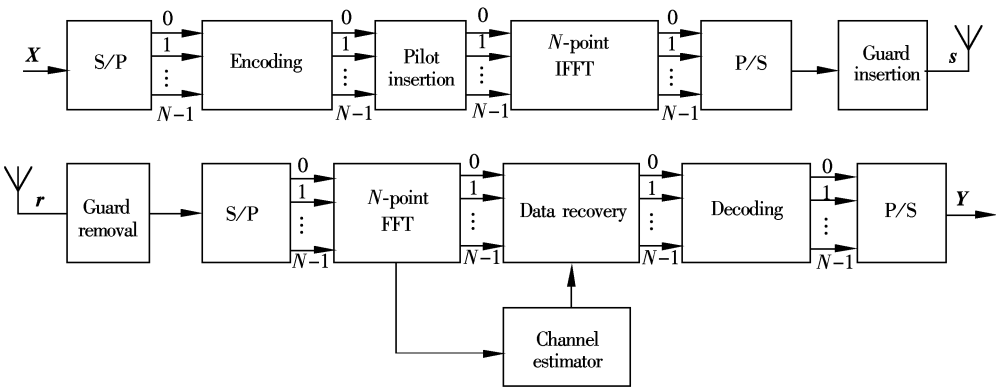 X
S/P
0
1
⋮
N-1
Encoding
0
1
⋮
N-1
Pilot
insertion
0
1
⋮
N-1
N-point
IFFT
0
1
⋮
N-1
P/S
Guard
insertion
s
r
Guard
removal
S/P
0
1
⋮
N-1
N-point
FFT
0
1
⋮
N-1
Data recovery
0
1
⋮
N-1
Decoding
0
1
⋮
N-1
P/S
Y
Channel
estimator